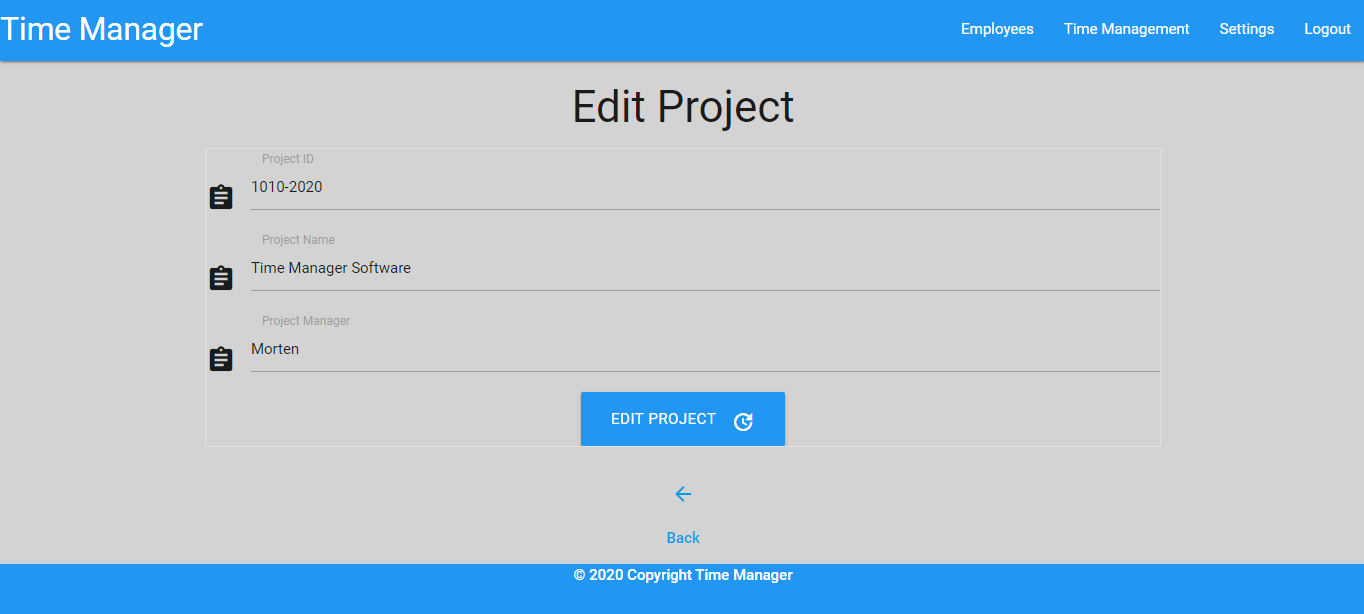 Time Manager
Employees Time Management Settings Logout
Edit Project
Project ID
1010-2020
Project Name
Time Manager Software
Project Manager
Morten
EDIT PROJECT
Back
© 2020 Copyright Time Manager